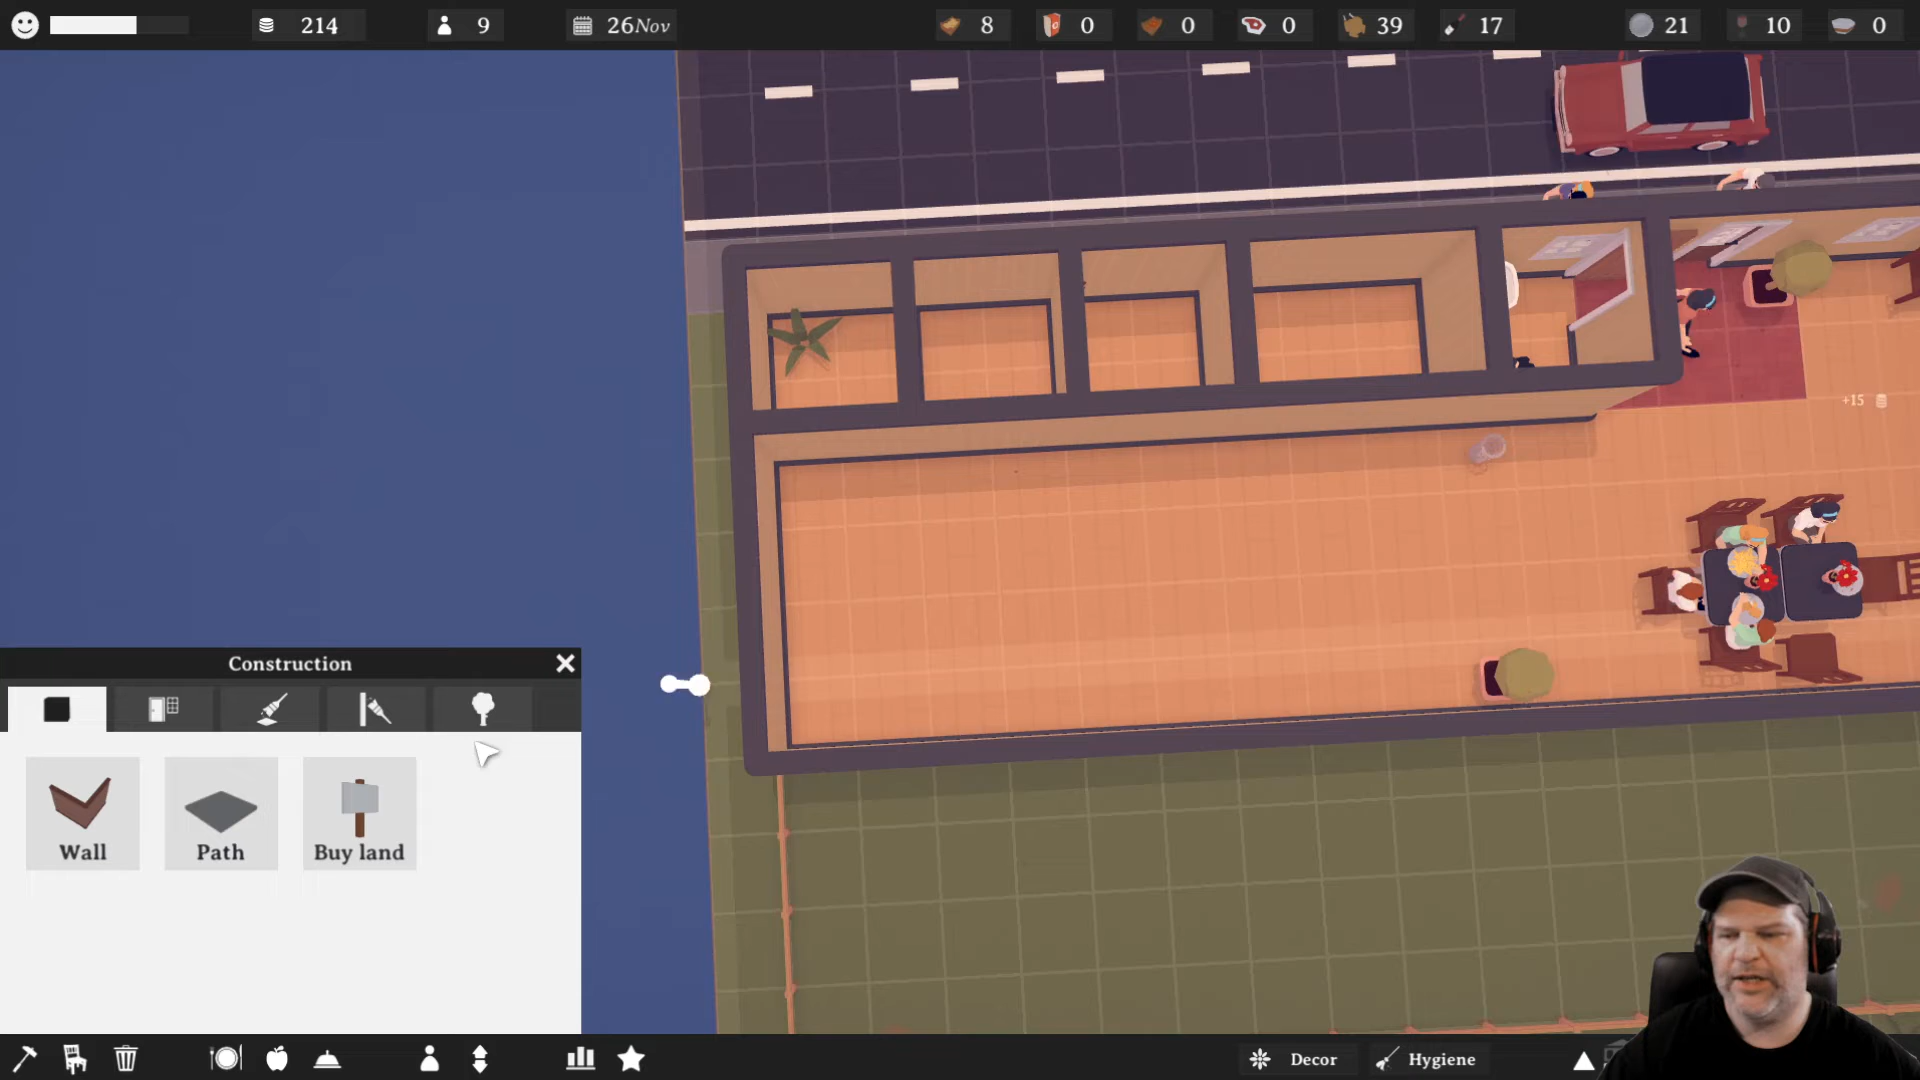 214
9
26Nov
8
0
0
0
39
17
21
10
0
+15
Construction
Wall
Path
Buy land
Decor
Hygiene